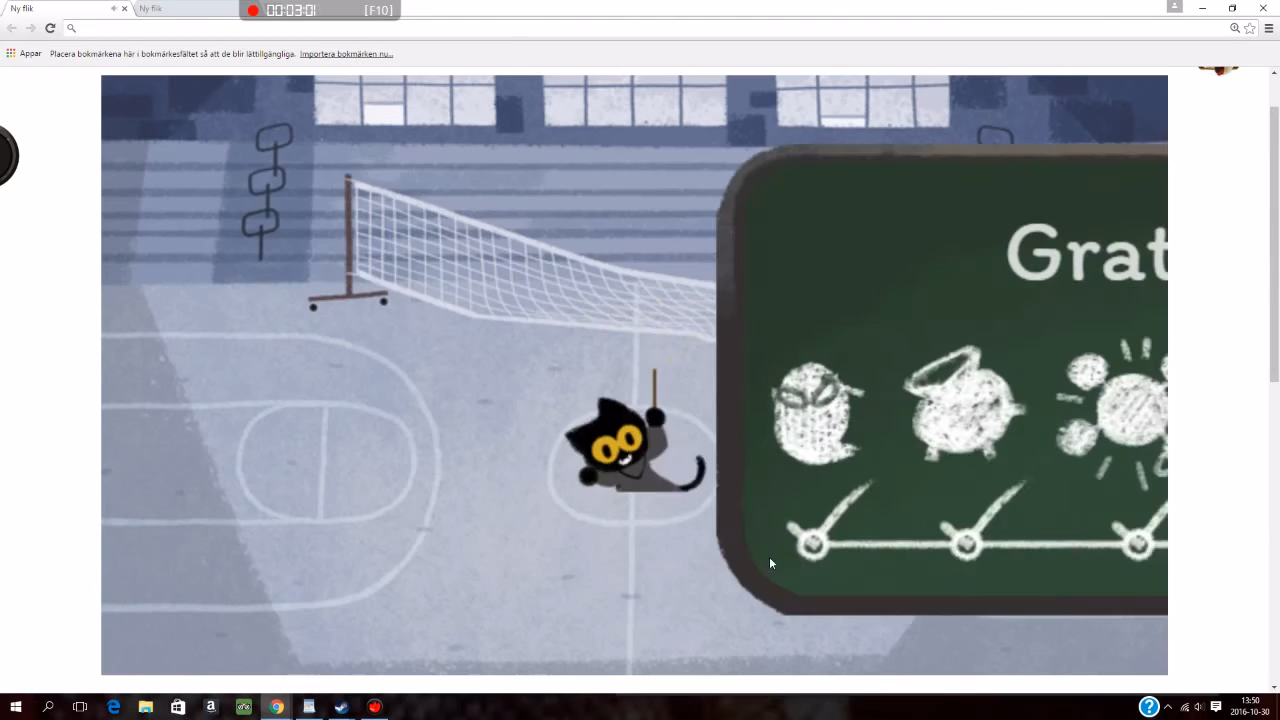 Ny flik
Ny flik
00:03:01
[F10]
Appar
Placera bokmärkena här i bokmärkesfältet så att de blir lättillgängliga.
Importera bokmärken nu...
Grat
13:50
2016-10-30